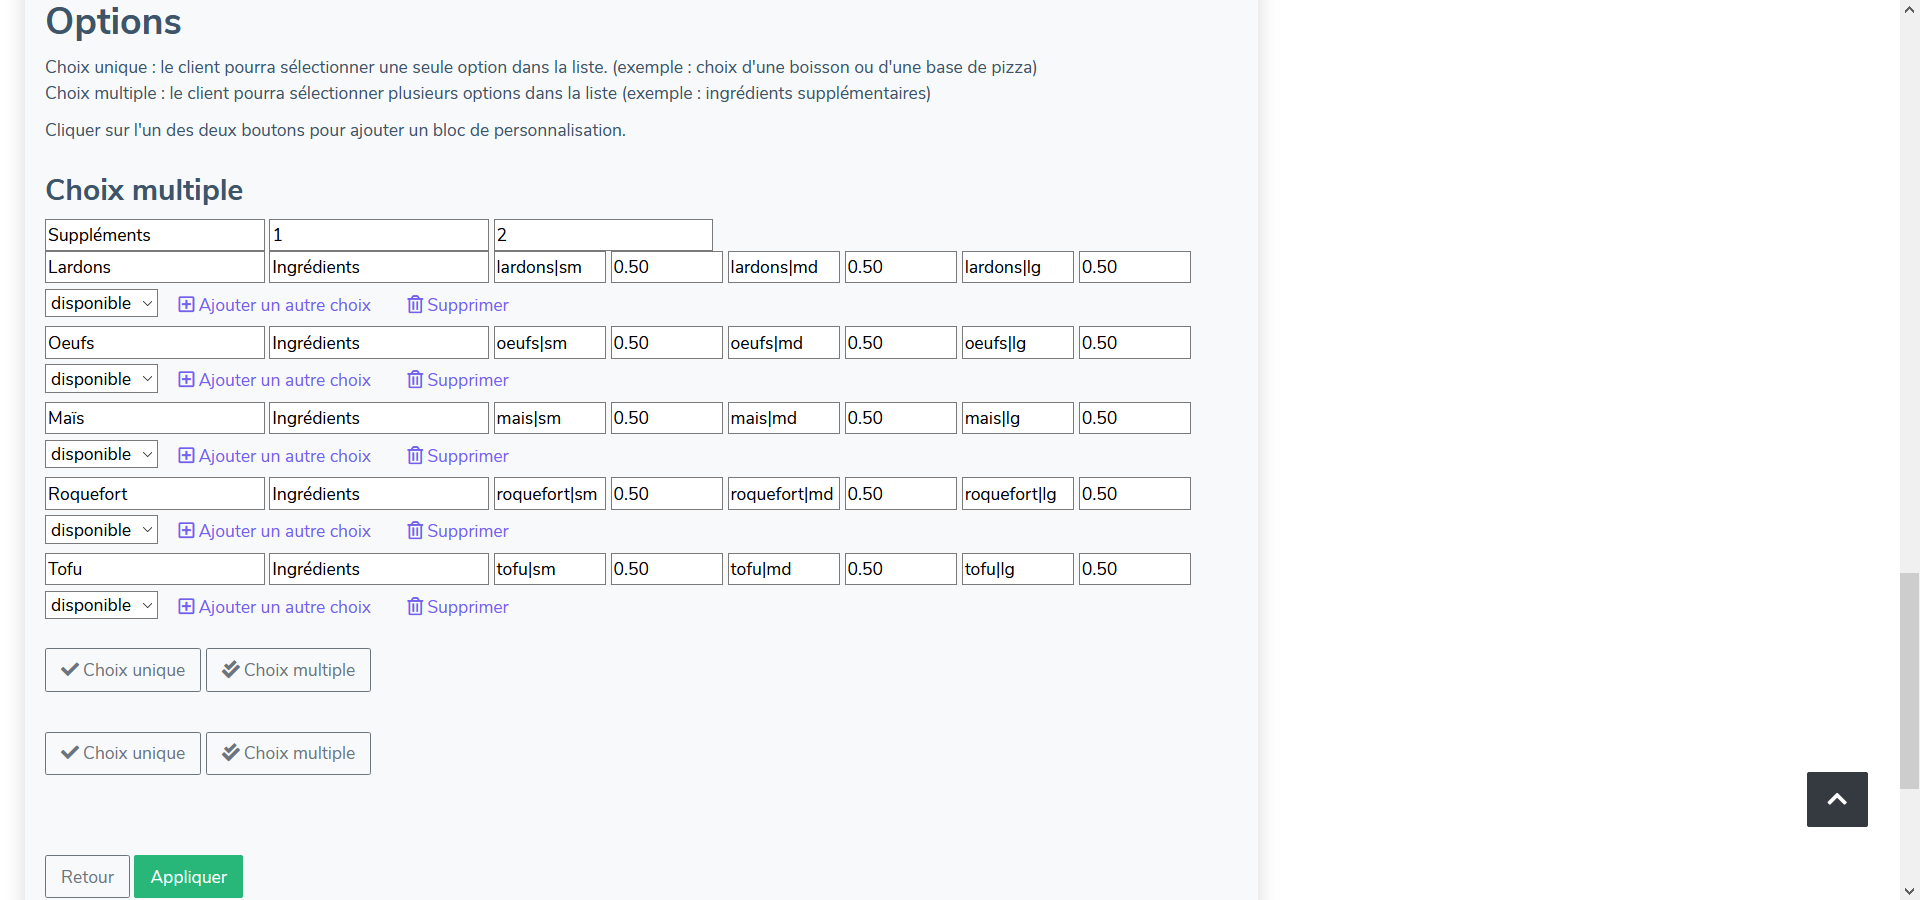 Options
Choix unique : le client pourra sélectionner une seule option dans la liste. (exemple : choix d'une boisson ou d'une base de pizza)
Choix multiple : le client pourra sélectionner plusieurs options dans la liste (exemple : ingrédients supplémentaires)
Cliquer sur l'un des deux boutons pour ajouter un bloc de personnalisation.
Choix multiple
Suppléments 1 2
Lardons Ingrédients lardons|sm 0.50 lardons|md 0.50 lardons|lg 0.50
disponible Ajouter un autre choix Supprimer
Oeufs Ingrédients oeufs|sm 0.50 oeufs|md 0.50 oeufs|lg 0.50
disponible Ajouter un autre choix Supprimer
Maïs Ingrédients mais|sm 0.50 mais|md 0.50 mais|lg 0.50
disponible Ajouter un autre choix Supprimer
Roquefort Ingrédients roquefort|sm 0.50 roquefort|md 0.50 roquefort|lg 0.50
disponible Ajouter un autre choix Supprimer
Tofu Ingrédients tofu|sm 0.50 tofu|md 0.50 tofu|lg 0.50
disponible Ajouter un autre choix Supprimer
Choix unique Choix multiple
Choix unique Choix multiple
Retour Appliquer